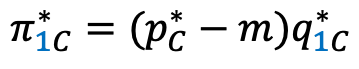 π*₁C = (p*C − m)q*₁C